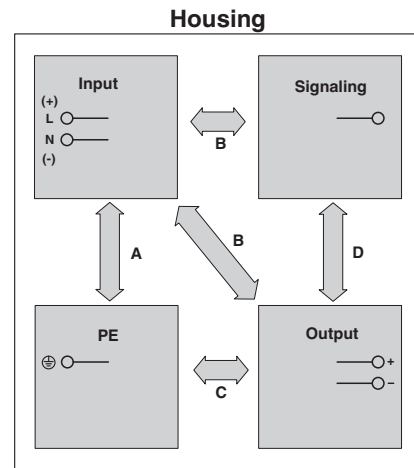 Housing
Input
Signaling
(+)
L
N
(-)
B
A
B
D
PE
Output
+
–
C